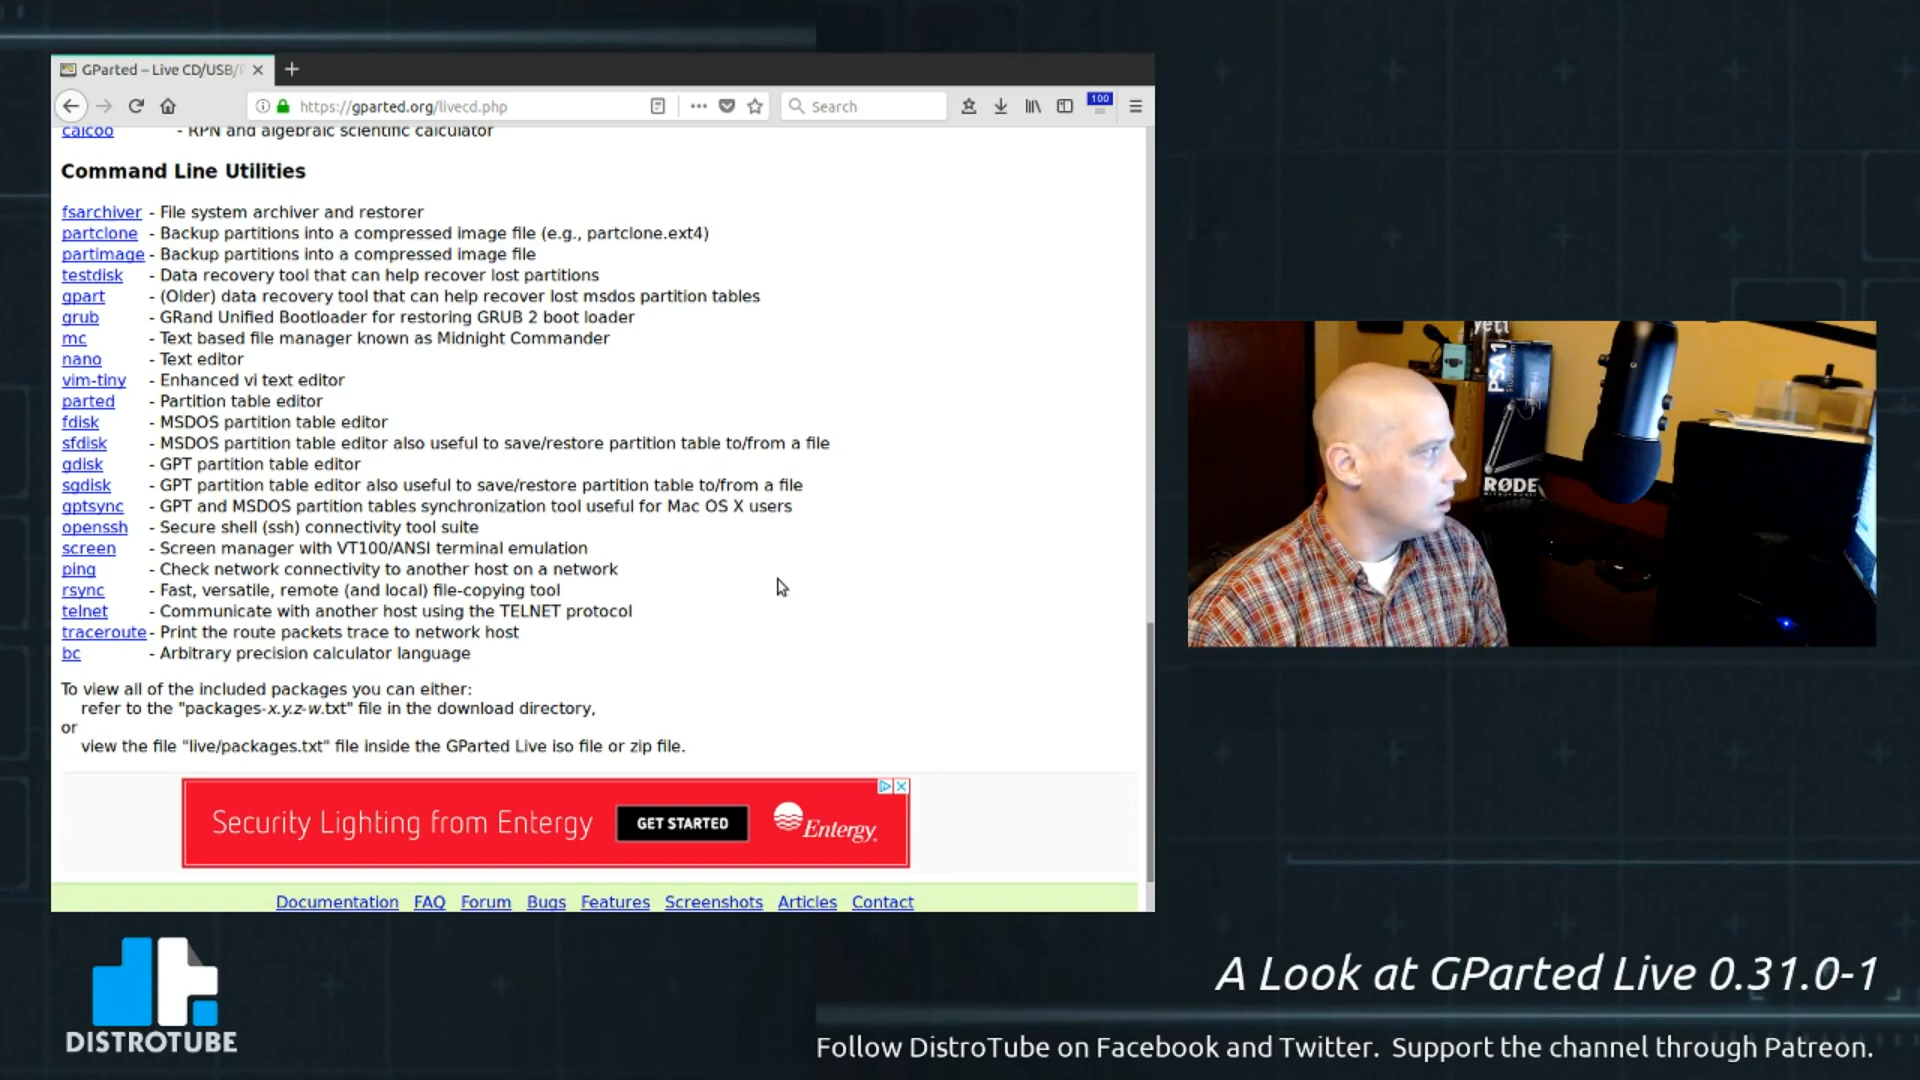 GParted – Live CD/USB/
https://gparted.org/livecd.php
Search
100
calcoo - RPN and algebraic scientific calculator
Command Line Utilities
fsarchiver - File system archiver and restorer
partclone - Backup partitions into a compressed image file (e.g., partclone.ext4)
partimage - Backup partitions into a compressed image file
testdisk - Data recovery tool that can help recover lost partitions
gpart - (Older) data recovery tool that can help recover lost msdos partition tables
grub - GRand Unified Bootloader for restoring GRUB 2 boot loader
mc - Text based file manager known as Midnight Commander
nano - Text editor
vim-tiny - Enhanced vi text editor
parted - Partition table editor
fdisk - MSDOS partition table editor
sfdisk - MSDOS partition table editor also useful to save/restore partition table to/from a file
gdisk - GPT partition table editor
sgdisk - GPT partition table editor also useful to save/restore partition table to/from a file
gptsync - GPT and MSDOS partition tables synchronization tool useful for Mac OS X users
openssh - Secure shell (ssh) connectivity tool suite
screen - Screen manager with VT100/ANSI terminal emulation
ping - Check network connectivity to another host on a network
rsync - Fast, versatile, remote (and local) file-copying tool
telnet - Communicate with another host using the TELNET protocol
traceroute - Print the route packets trace to network host
bc - Arbitrary precision calculator language
To view all of the included packages you can either:
refer to the "packages-x.y.z-w.txt" file in the download directory,
or
view the file "live/packages.txt" file inside the GParted Live iso file or zip file.
Security Lighting from Entergy GET STARTED Entergy
Documentation FAQ Forum Bugs Features Screenshots Articles Contact
yeti
PSA 1
RØDE
DISTROTUBE
A Look at GParted Live 0.31.0-1
Follow DistroTube on Facebook and Twitter. Support the channel through Patreon.